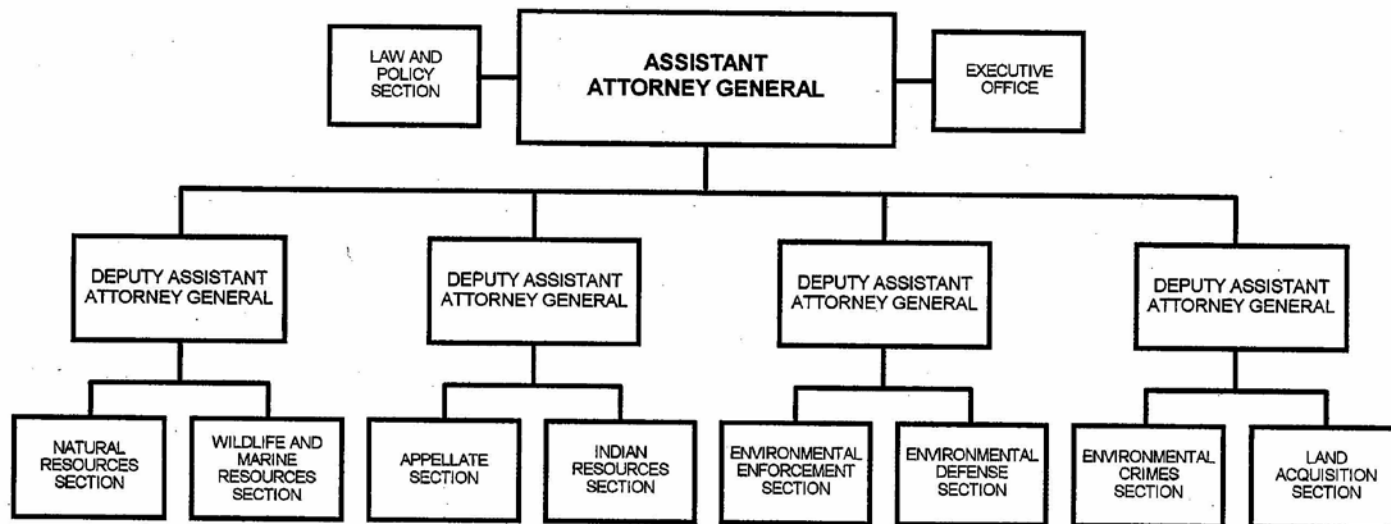 LAW AND
POLICY
SECTION
ASSISTANT
ATTORNEY GENERAL
EXECUTIVE
OFFICE
DEPUTY ASSISTANT
ATTORNEY GENERAL
DEPUTY ASSISTANT
ATTORNEY GENERAL
DEPUTY ASSISTANT
ATTORNEY GENERAL
DEPUTY ASSISTANT
ATTORNEY GENERAL
NATURAL
RESOURCES
SECTION
WILDLIFE AND
MARINE
RESOURCES
SECTION
APPELLATE
SECTION
INDIAN
RESOURCES
SECTION
ENVIRONMENTAL
ENFORCEMENT
SECTION
ENVIRONMENTAL
DEFENSE
SECTION
ENVIRONMENTAL
CRIMES
SECTION
LAND
ACQUISITION
SECTION